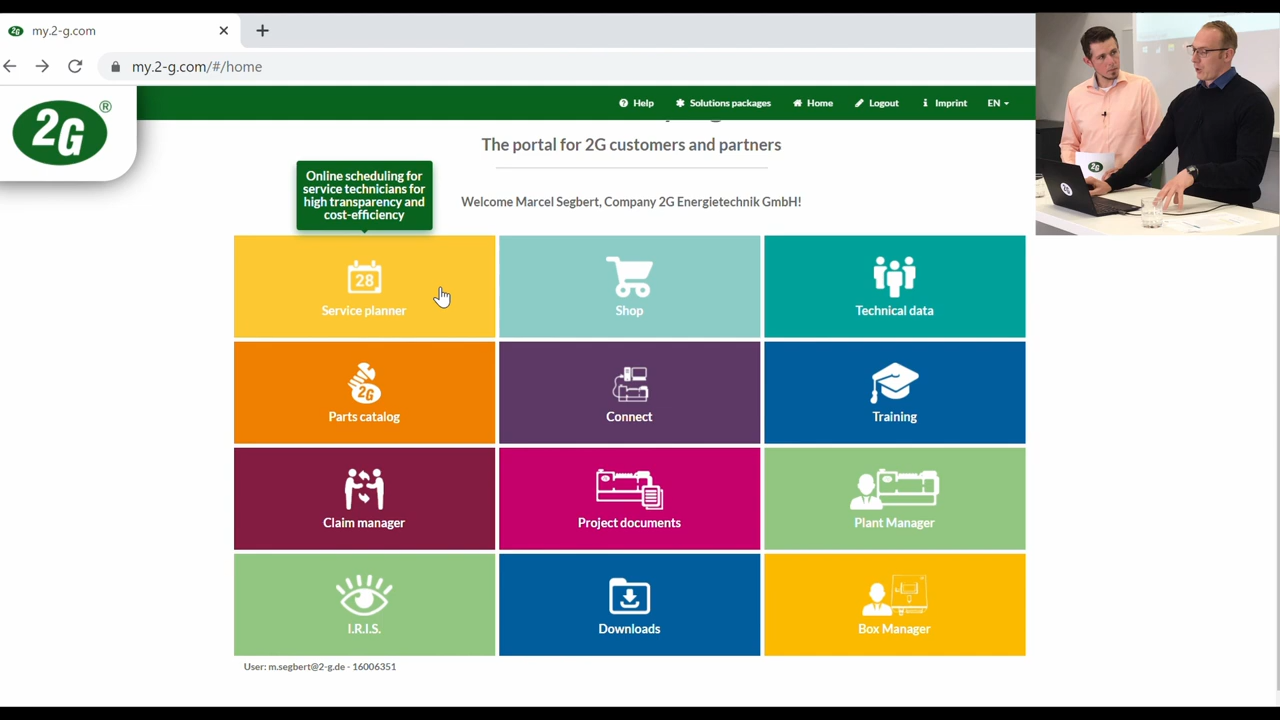 my.2-g.com
my.2-g.com/#/home
2G®
Help
Solutions packages
Home
Logout
Imprint
EN
The portal for 2G customers and partners
Online scheduling for
service technicians for
high transparency and
cost-efficiency
Welcome Marcel Segbert, Company 2G Energietechnik GmbH!
28
Service planner
Shop
Technical data
2G
Parts catalog
Connect
Training
Claim manager
Project documents
Plant Manager
I.R.I.S.
Downloads
Box Manager
User: m.segbert@2-g.de - 16006351
2G
2G